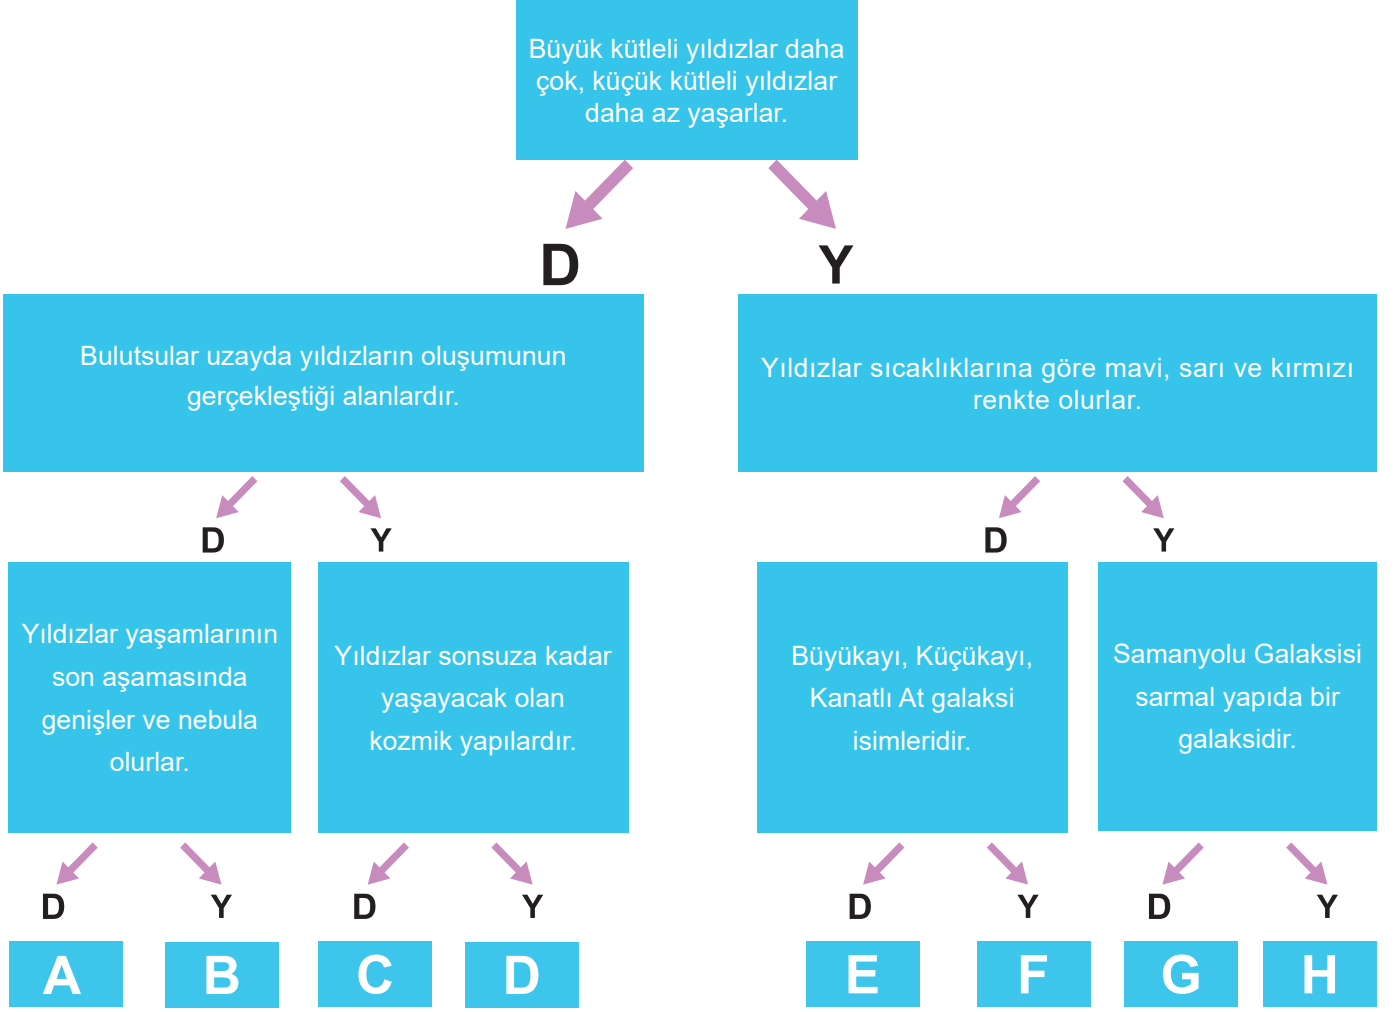 Büyük kütleli yıldızlar daha
çok, küçük kütleli yıldızlar
daha az yaşarlar.
D
Y
Bulutsular uzayda yıldızların oluşumunun
gerçekleştiği alanlardır.
Yıldızlar sıcaklıklarına göre mavi, sarı ve kırmızı
renkte olurlar.
D
Y
D
Y
Yıldızlar yaşamlarının
son aşamasında
genişler ve nebula
olurlar.
Yıldızlar sonsuza kadar
yaşayacak olan
kozmik yapılardır.
Büyükayı, Küçükayı,
Kanatlı At galaksi
isimleridir.
Samanyolu Galaksisi
sarmal yapıda bir
galaksidir.
D
Y
D
Y
D
Y
D
Y
A
B
C
D
E
F
G
H